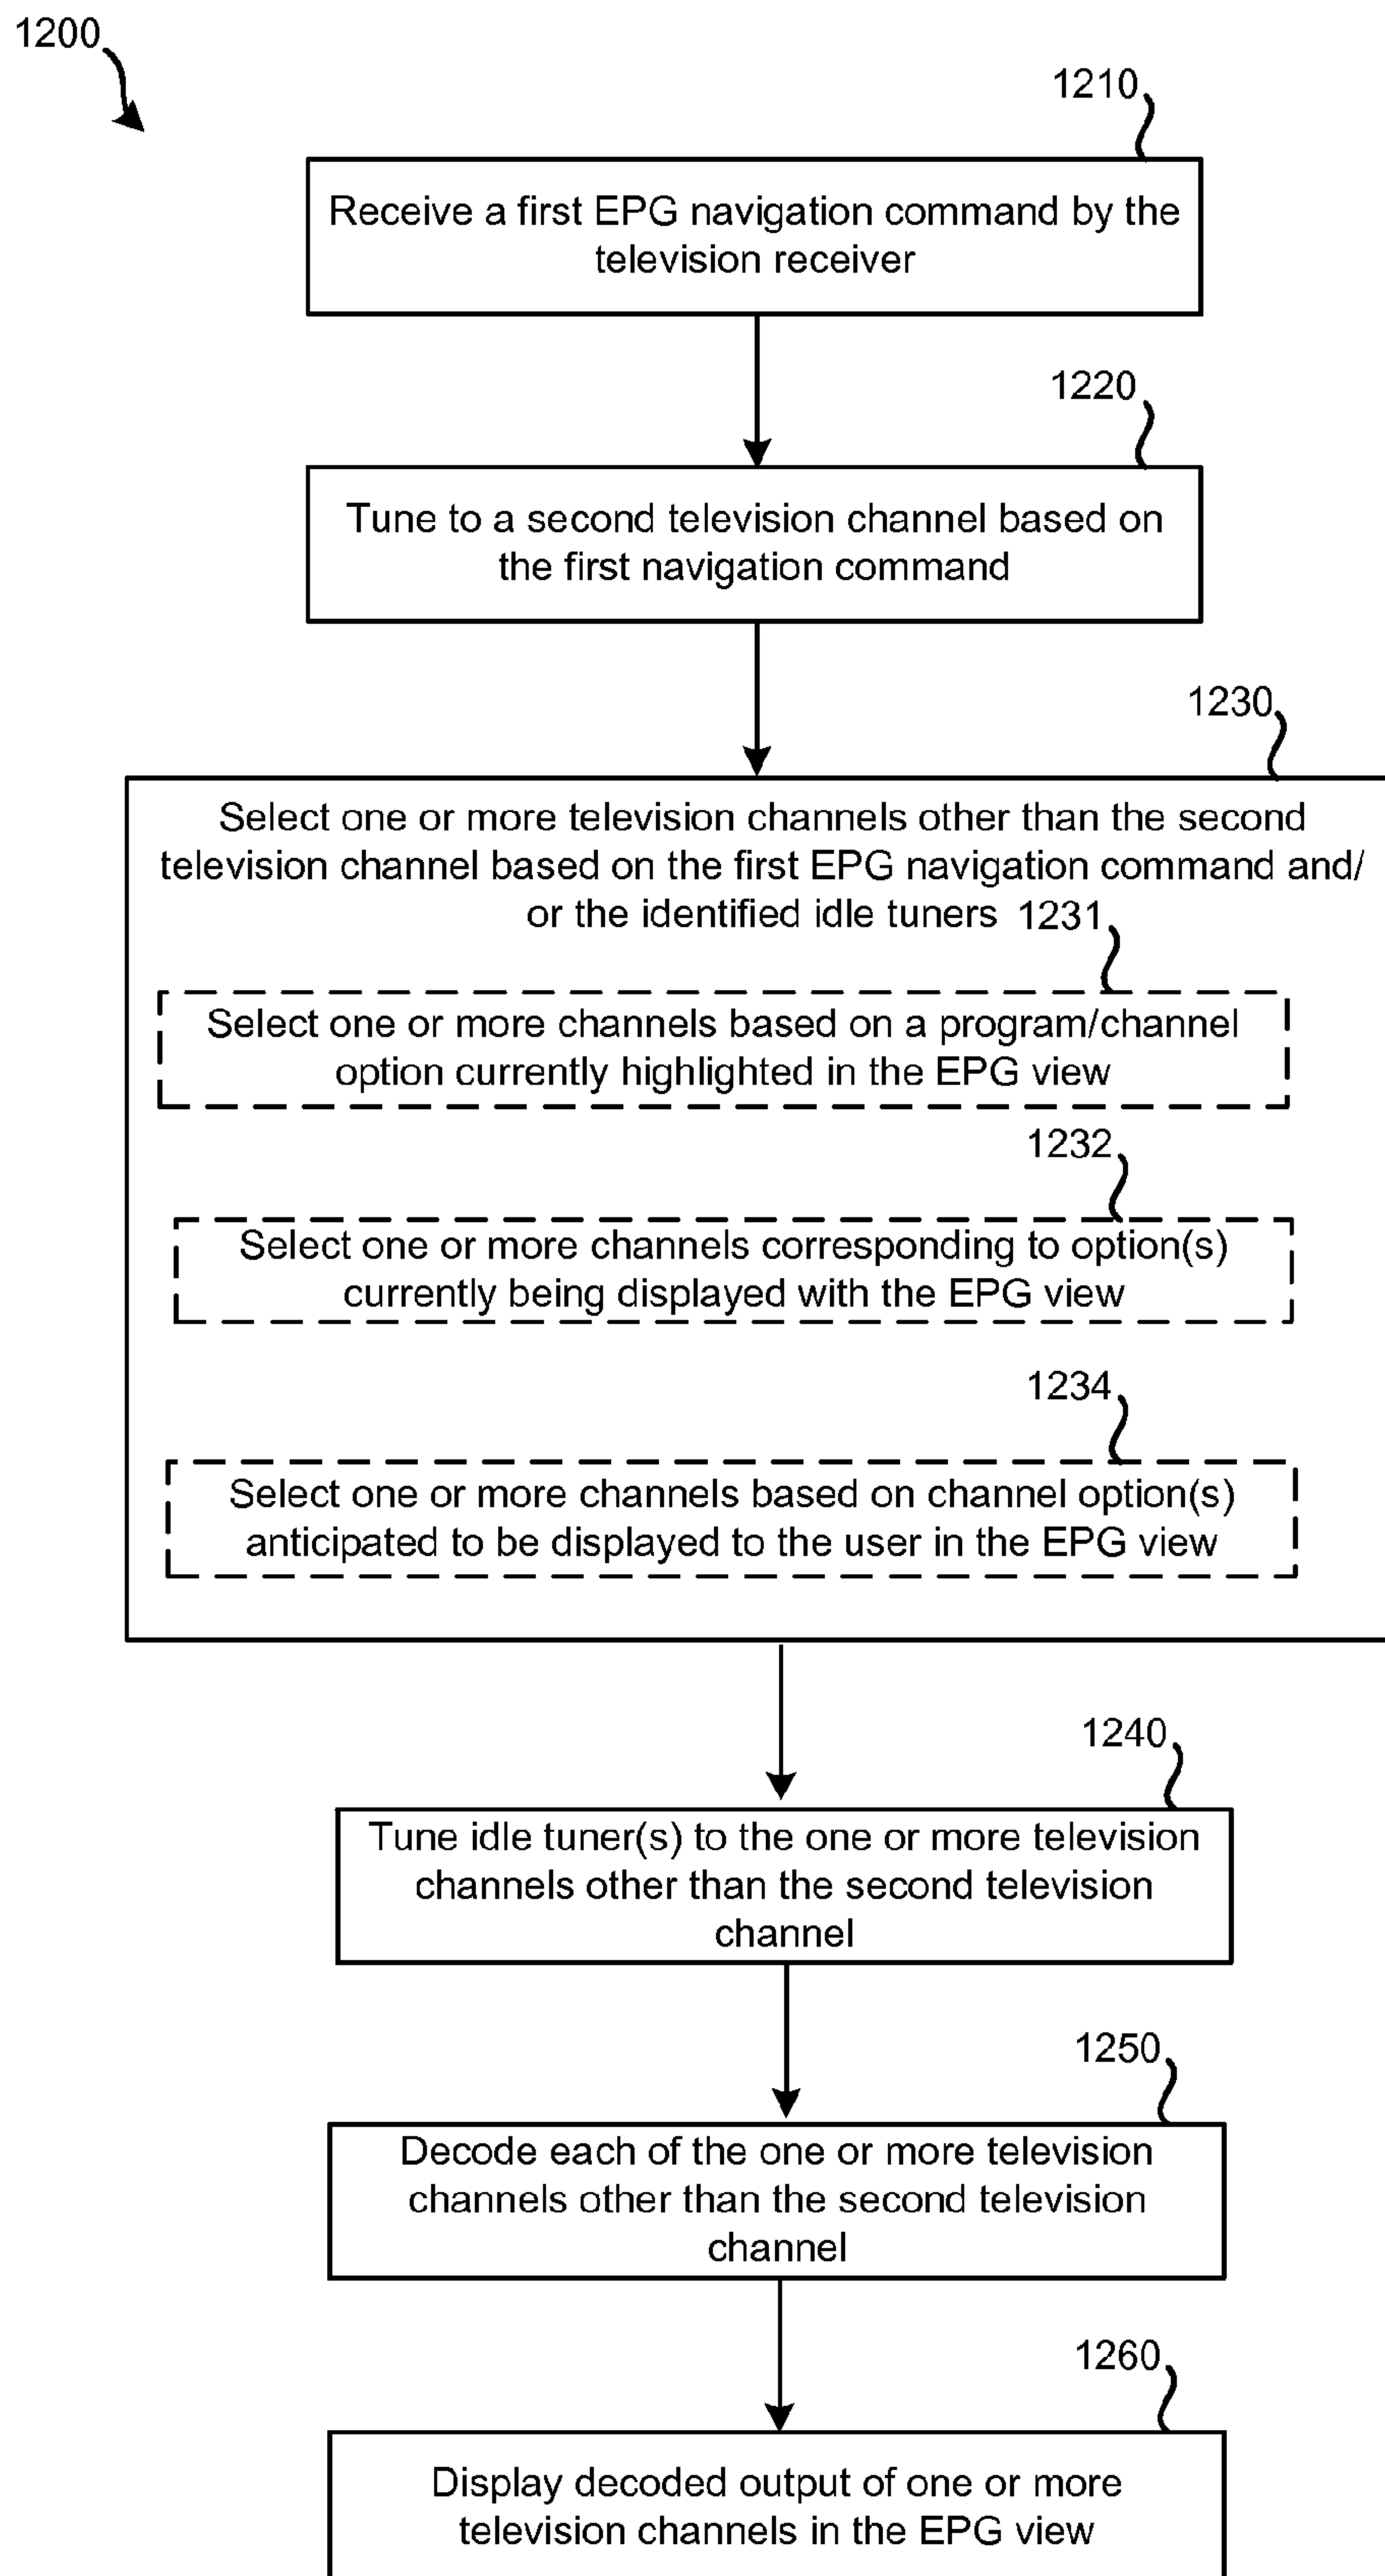 1200
1210
Receive a first EPG navigation command by the
television receiver
1220
Tune to a second television channel based on
the first navigation command
1230
Select one or more television channels other than the second
television channel based on the first EPG navigation command and/
or the identified idle tuners 1231
Select one or more channels based on a program/channel
option currently highlighted in the EPG view
1232
Select one or more channels corresponding to option(s)
currently being displayed with the EPG view
1234
Select one or more channels based on channel option(s)
anticipated to be displayed to the user in the EPG view
1240
Tune idle tuner(s) to the one or more television
channels other than the second television
channel
1250
Decode each of the one or more television
channels other than the second television
channel
1260
Display decoded output of one or more
television channels in the EPG view